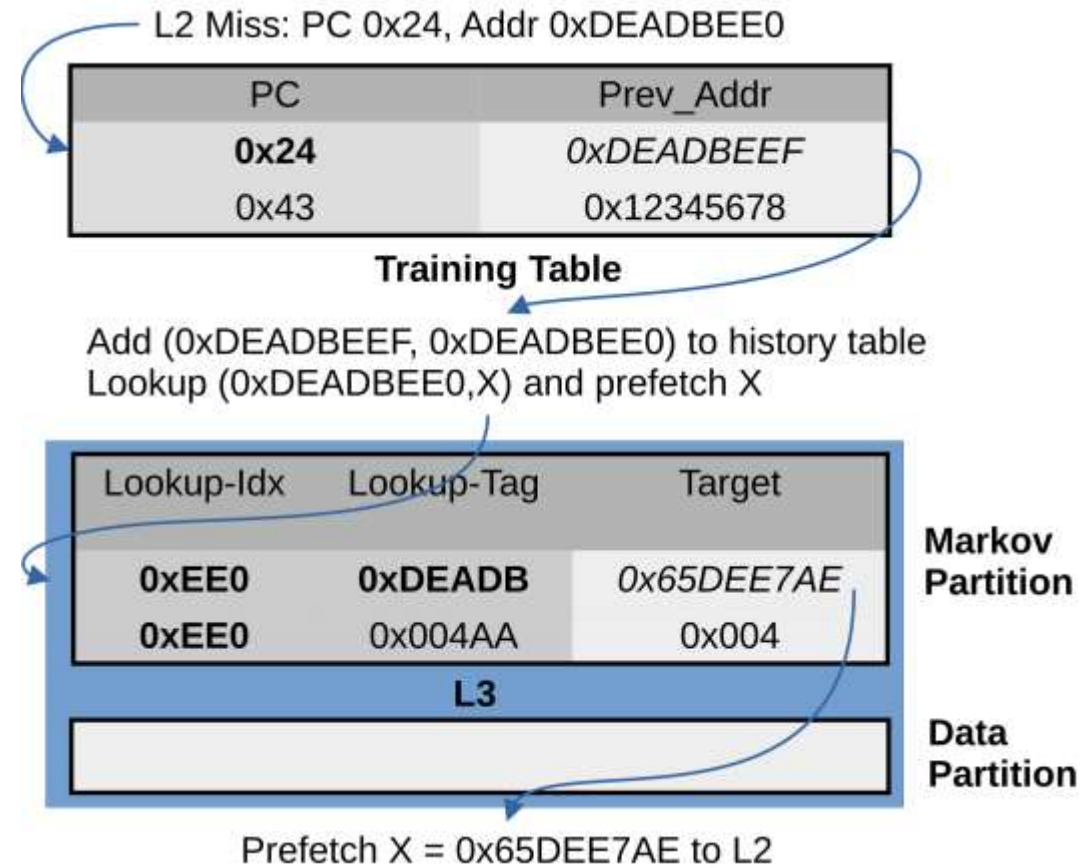 L2 Miss: PC 0x24, Addr 0xDEADBEE0
PC Prev_Addr
0x24 0xDEADBEEF
0x43 0x12345678
Training Table
Add (0xDEADBEEF, 0xDEADBEE0) to history table
Lookup (0xDEADBEE0,X) and prefetch X
Lookup-Idx Lookup-Tag Target
0xEE0 0xDEADB 0x65DEE7AE
0xEE0 0x004AA 0x004
Markov
Partition
L3
Data
Partition
Prefetch X = 0x65DEE7AE to L2